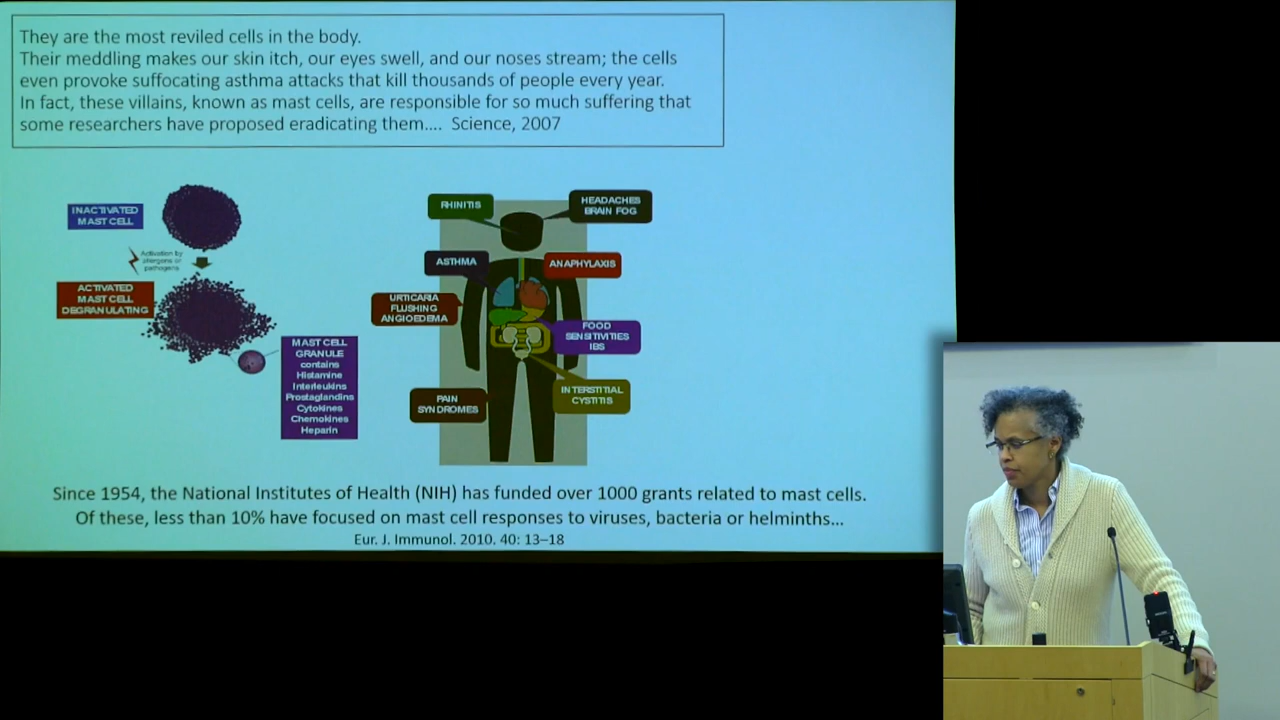 They are the most reviled cells in the body.
Their meddling makes our skin itch, our eyes swell, and our noses stream; the cells
even provoke suffocating asthma attacks that kill thousands of people every year.
In fact, these villains, known as mast cells, are responsible for so much suffering that
some researchers have proposed eradicating them.... Science, 2007
INACTIVATED
MAST CELL
Activation by
allergens or
pathogens
ACTIVATED
MAST CELL
DEGRANULATING
MAST CELL
GRANULE
contains
Histamine
Interleukins
Prostaglandins
Cytokines
Chemokines
Heparin
RHINITIS
HEADACHES
BRAIN FOG
ASTHMA
ANAPHYLAXIS
URTICARIA
FLUSHING
ANGIOEDEMA
FOOD
SENSITIVITIES
IBS
PAIN
SYNDROMES
INTERSTITIAL
CYSTITIS
Since 1954, the National Institutes of Health (NIH) has funded over 1000 grants related to mast cells.
Of these, less than 10% have focused on mast cell responses to viruses, bacteria or helminths...
Eur. J. Immunol. 2010. 40: 13–18